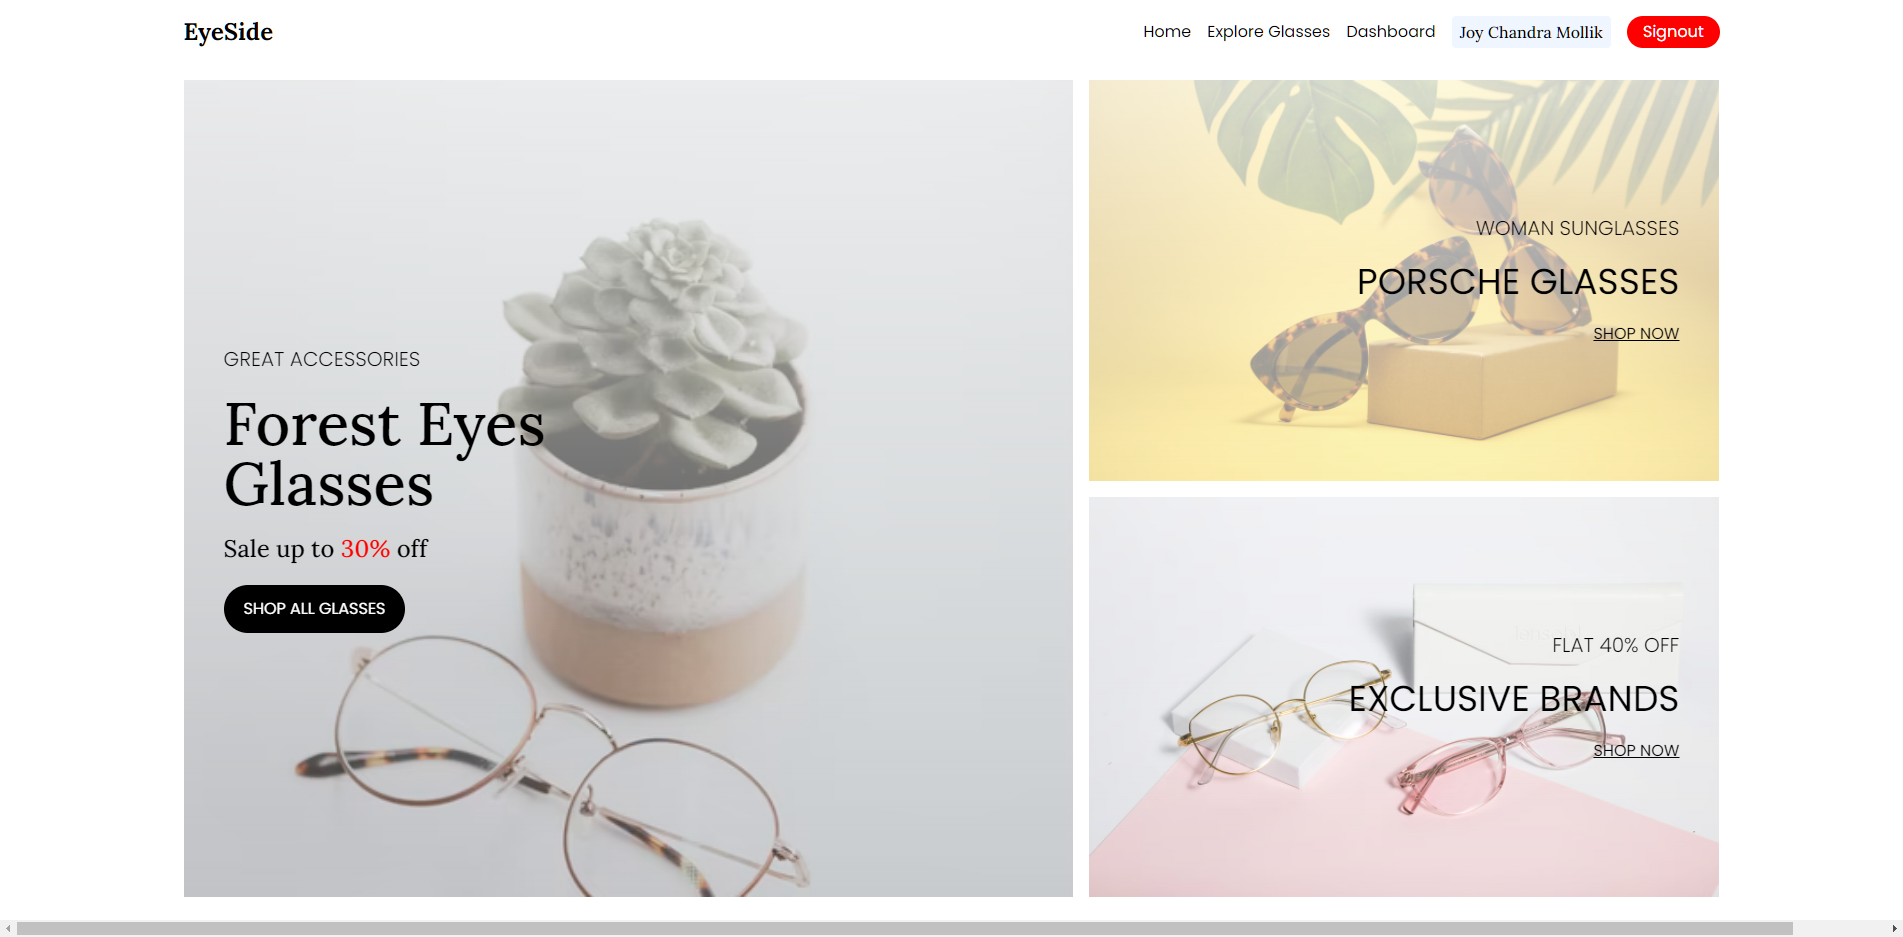 EyeSide
Home
Explore Glasses
Dashboard
Joy Chandra Mollik
Signout
GREAT ACCESSORIES
Forest Eyes
Glasses
Sale up to 30% off
SHOP ALL GLASSES
WOMAN SUNGLASSES
PORSCHE GLASSES
SHOP NOW
FLAT 40% OFF
EXCLUSIVE BRANDS
SHOP NOW